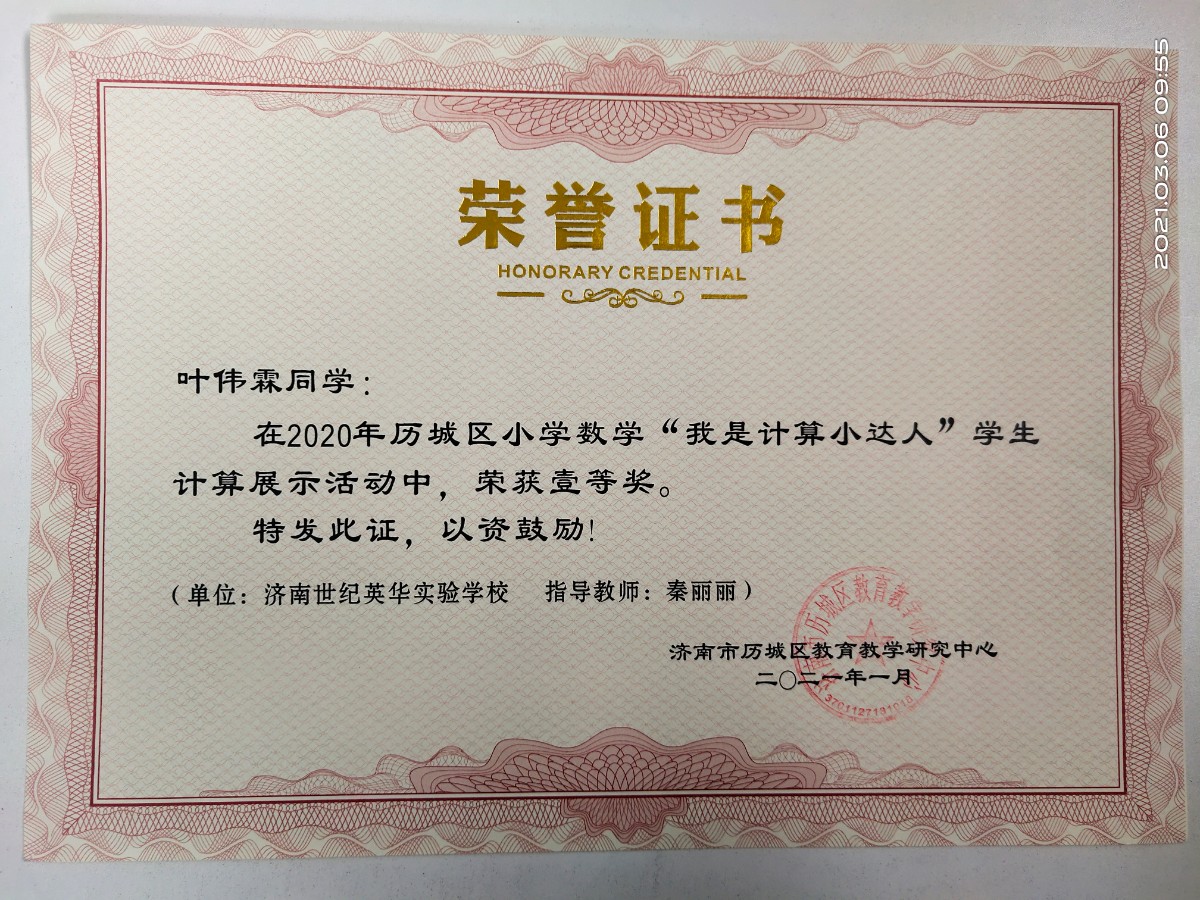 荣誉证书
HONORARY CREDENTIAL
叶伟霖同学:
在2020年历城区小学数学“我是计算小达人”学生
计算展示活动中，荣获壹等奖。
特发此证，以资鼓励!
（单位：济南世纪英华实验学校 指导教师：秦丽丽）
济南市历城区教育教学研究中心
二〇二一年一月
2021.03.06 09:55